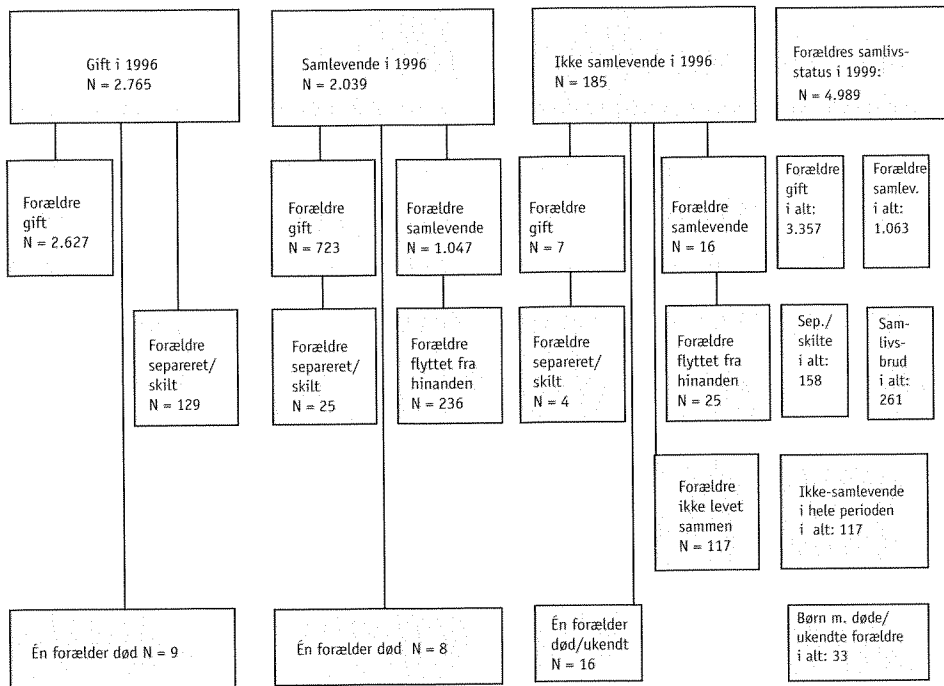 Gift i 1996
N = 2.765
Samlevende i 1996
N = 2.039
Ikke samlevende i 1996
N = 185
Forældres samlivs-
status i 1999:
N = 4.989
Forældre
gift
N = 2.627
Forældre
gift
N = 723
Forældre
samlevende
N = 1.047
Forældre
gift
N = 7
Forældre
samlevende
N = 16
Forældre
gift
i alt:
3.357
Forældre
samlev.
i alt:
1.063
Forældre
separeret/
skilt
N = 129
Forældre
separeret/
skilt
N = 25
Forældre
flyttet fra
hinanden
N = 236
Forældre
separeret/
skilt
N = 4
Forældre
flyttet fra
hinanden
N = 25
Sep./
skilte
i alt:
158
Sam-
livs-
brud
i alt:
261
Forældre
ikke levet
sammen
N = 117
Ikke-samlevende
i hele perioden
i alt: 117
Én forælder død N = 9
Én forælder død N = 8
Én forælder
død/ukendt
N = 16
Børn m. døde/
ukendte forældre
i alt: 33